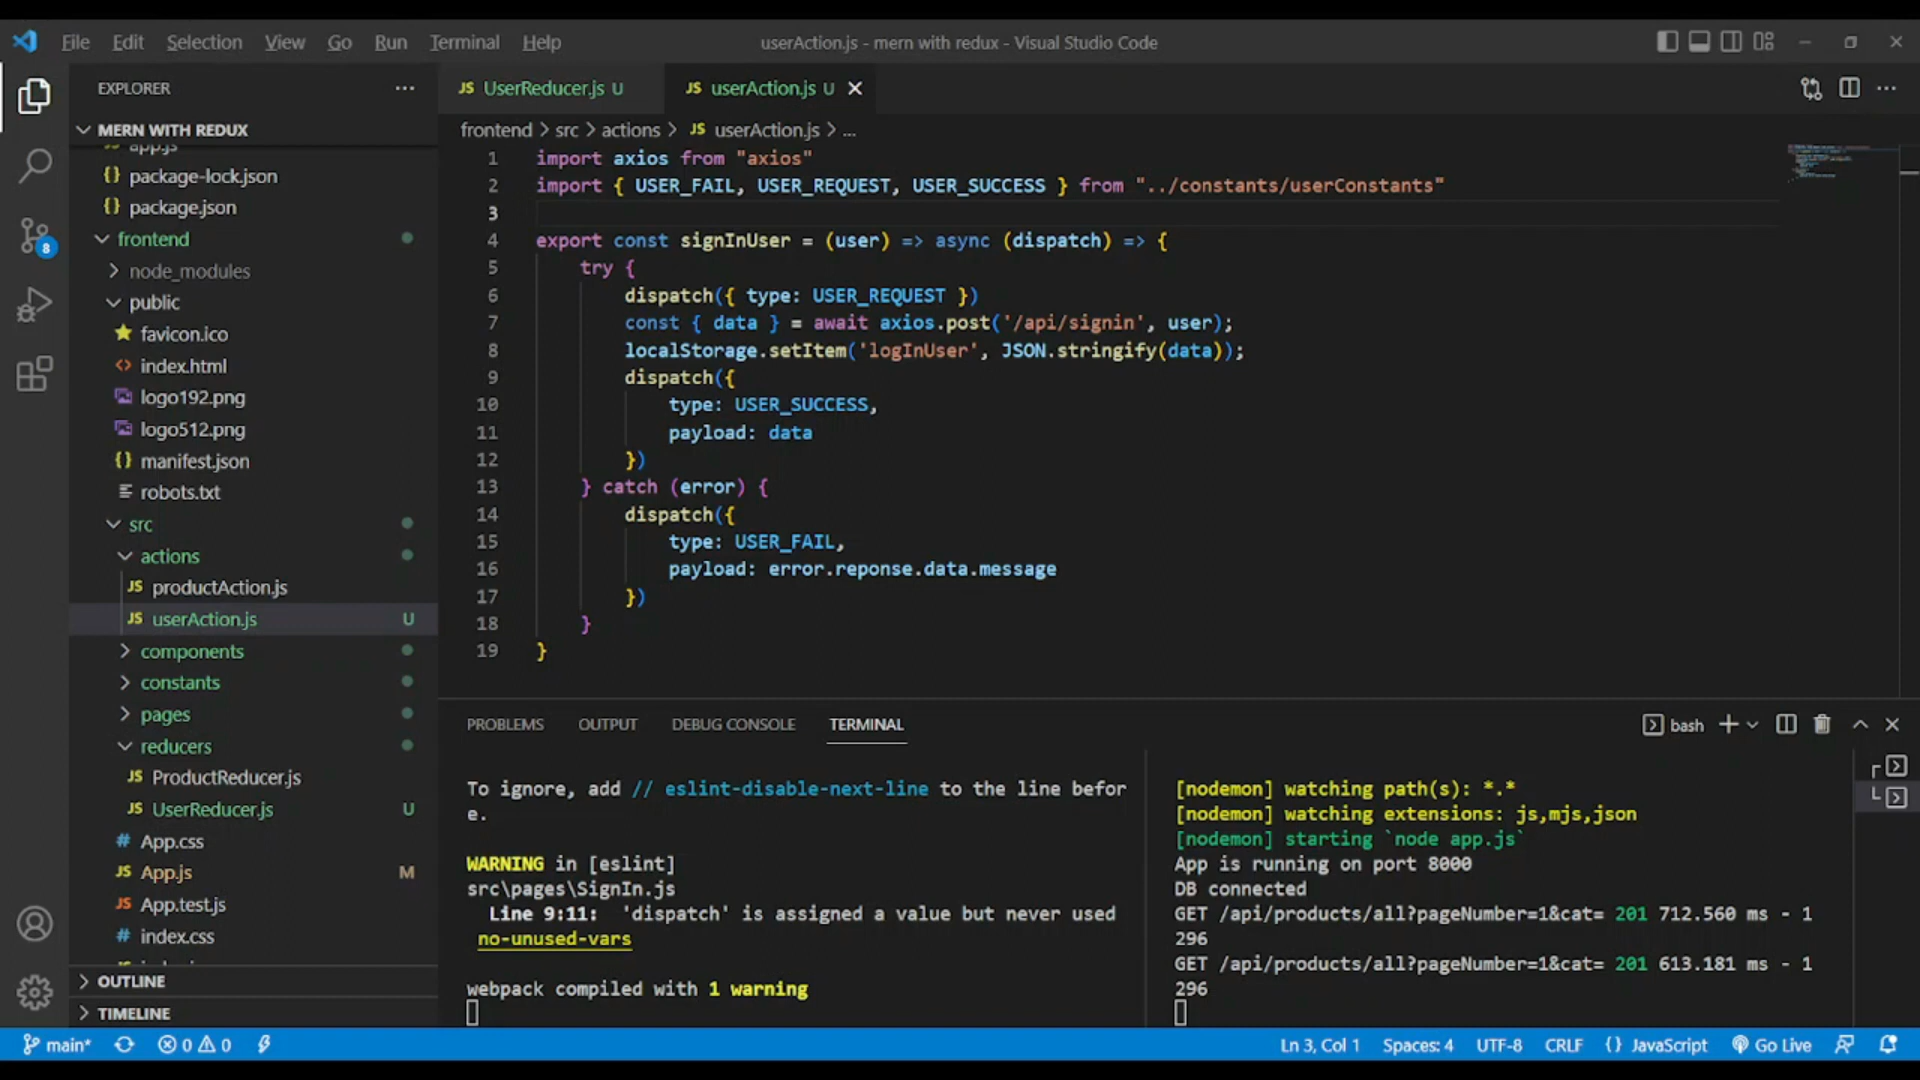 File Edit Selection View Go Run Terminal Help
userAction.js - mern with redux - Visual Studio Code
EXPLORER
MERN WITH REDUX
app.js
package-lock.json
package.json
frontend
node_modules
public
favicon.ico
index.html
logo192.png
logo512.png
manifest.json
robots.txt
src
actions
productAction.js
userAction.js U
components
constants
pages
reducers
ProductReducer.js
UserReducer.js U
App.css
App.js M
App.test.js
index.css
OUTLINE
TIMELINE
8
UserReducer.js U
userAction.js U
frontend > src > actions > JS userAction.js > ...
1 import axios from "axios"
2 import { USER_FAIL, USER_REQUEST, USER_SUCCESS } from "../constants/userConstants"
3
4 export const signInUser = (user) => async (dispatch) => {
5 try {
6 dispatch({ type: USER_REQUEST })
7 const { data } = await axios.post('/api/signin', user);
8 localStorage.setItem('logInUser', JSON.stringify(data));
9 dispatch({
10 type: USER_SUCCESS,
11 payload: data
12 })
13 } catch (error) {
14 dispatch({
15 type: USER_FAIL,
16 payload: error.reponse.data.message
17 })
18 }
19 }
PROBLEMS OUTPUT DEBUG CONSOLE TERMINAL
bash
To ignore, add // eslint-disable-next-line to the line befor
e.
WARNING in [eslint]
src\pages\SignIn.js
Line 9:11: 'dispatch' is assigned a value but never used
no-unused-vars
webpack compiled with 1 warning
[nodemon] watching path(s): *.*
[nodemon] watching extensions: js,mjs,json
[nodemon] starting `node app.js`
App is running on port 8000
DB connected
GET /api/products/all?pageNumber=1&cat= 201 712.560 ms - 1
296
GET /api/products/all?pageNumber=1&cat= 201 613.181 ms - 1
296
main* 0 0
Ln 3, Col 1 Spaces: 4 UTF-8 CRLF {} JavaScript Go Live